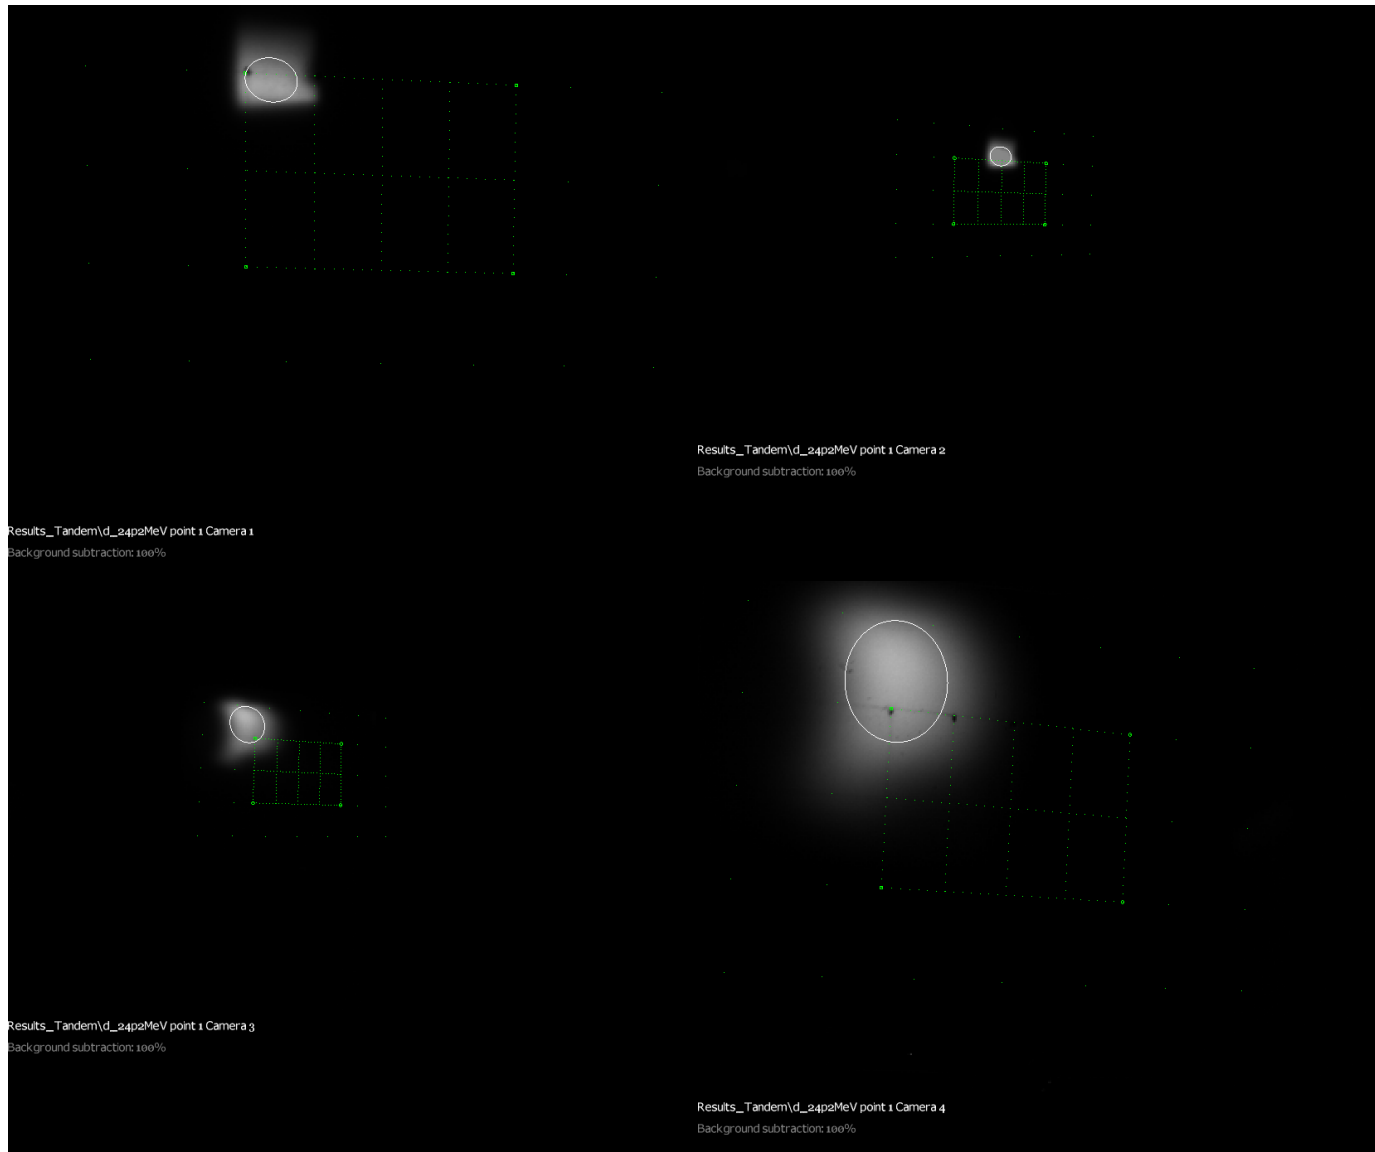 Results_Tandem\d_24p2MeV point 1 Camera 2
Background subtraction: 100%
Results_Tandem\d_24p2MeV point 1 Camera 1
Background subtraction: 100%
Results_Tandem\d_24p2MeV point 1 Camera 3
Background subtraction: 100%
Results_Tandem\d_24p2MeV point 1 Camera 4
Background subtraction: 100%